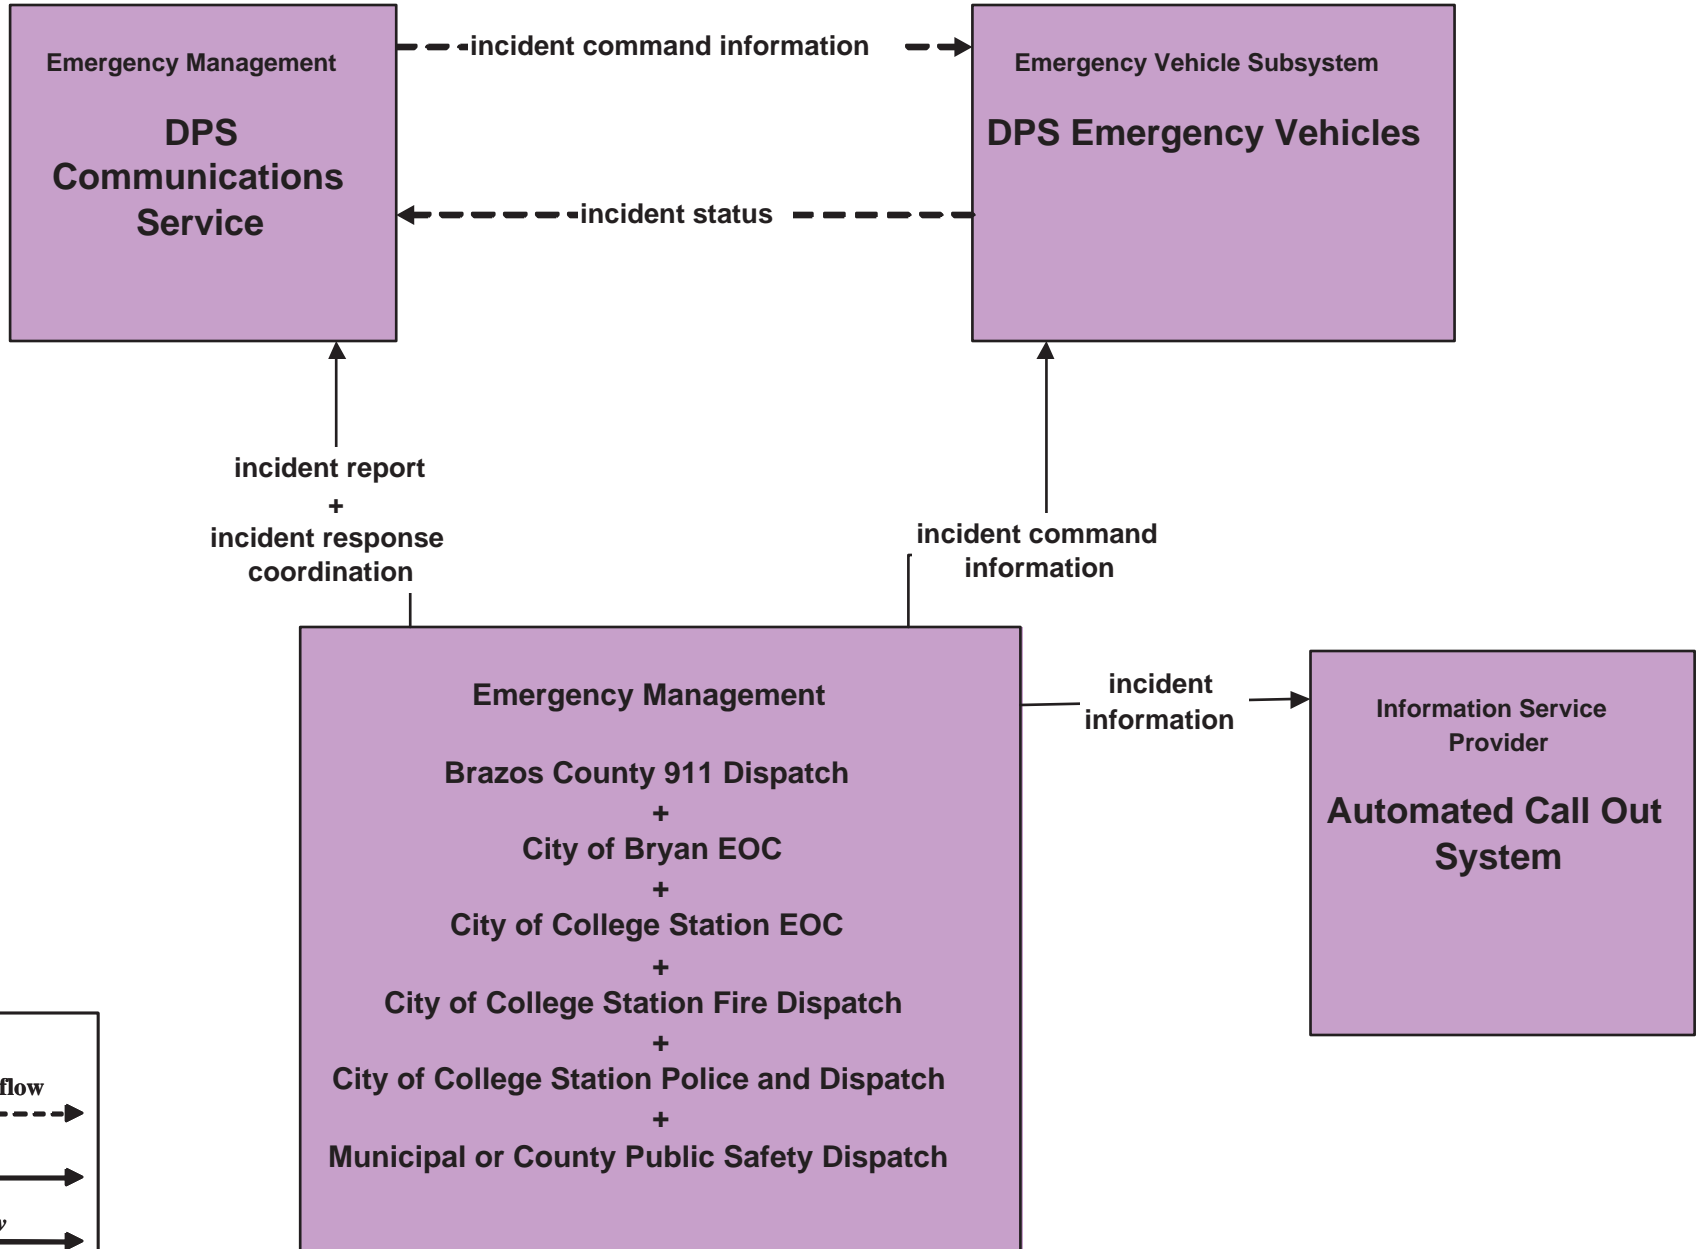 Emergency Management
DPS
Communications
Service
incident command information
incident status
Emergency Vehicle Subsystem
DPS Emergency Vehicles
incident report
+
incident response
coordination
incident command
information
Emergency Management
Brazos County 911 Dispatch
+
City of Bryan EOC
+
City of College Station EOC
+
City of College Station Fire Dispatch
+
City of College Station Police and Dispatch
+
Municipal or County Public Safety Dispatch
incident
information
Information Service
Provider
Automated Call Out
System
flow